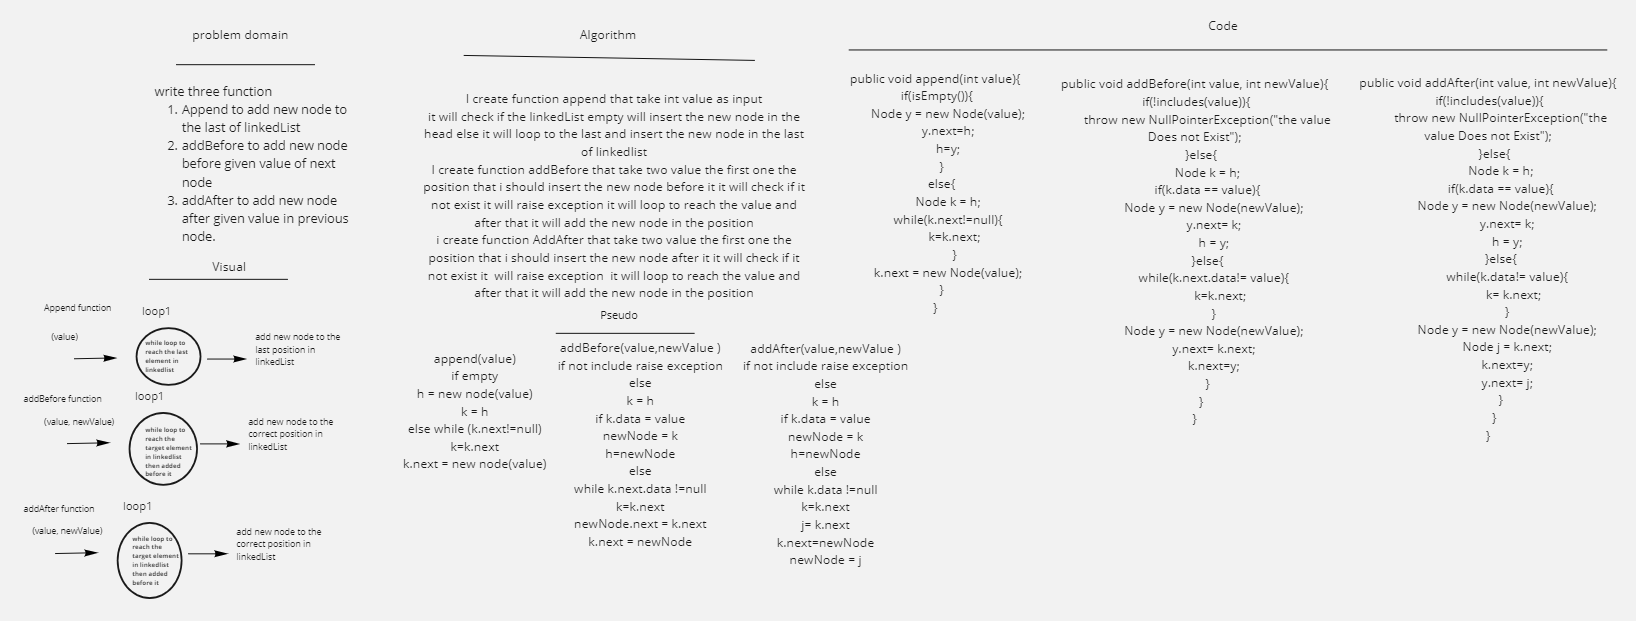 problem domain
write three function
1. Append to add new node to
the last of linkedList
2. addBefore to add new node
before given value of next
node
3. addAfter to add new node
after given value in previous
node.
Visual
Append function
loop1
(value)
while loop to
reach the last
element in
linkedlist
add new node to the
last position in
linkedList
addBefore function
loop1
(value, newValue)
while loop to
reach the
target element
in linkedlist
then added
before it
add new node to the
correct position in
linkedList
addAfter function
loop1
(value, newValue)
while loop to
reach the
target element
in linkedlist
then added
before it
add new node to the
correct position in
linkedList
Algorithm
I create function append that take int value as input
it will check if the linkedList empty will insert the new node in the
head else it will loop to the last and insert the new node in the last
of linkedlist
I create function addBefore that take two value the first one the
position that i should insert the new node before it it will check if it
not exist it will raise exception it will loop to reach the value and
after that it will add the new node in the position
i create function AddAfter that take two value the first one the
position that i should insert the new node after it it will check if it
not exist it will raise exception it will loop to reach the value and
after that it will add the new node in the position
Pseudo
append(value)
if empty
h = new node(value)
k = h
else while (k.next!=null)
k=k.next
k.next = new node(value)
addBefore(value,newValue )
if not include raise exception
else
k = h
if k.data = value
newNode = k
h=newNode
else
while k.next.data !=null
k=k.next
newNode.next = k.next
k.next = newNode
addAfter(value,newValue )
if not include raise exception
else
k = h
if k.data = value
newNode = k
h=newNode
else
while k.data !=null
k=k.next
j= k.next
k.next=newNode
newNode = j
Code
public void append(int value){
if(isEmpty()){
Node y = new Node(value);
y.next=h;
h=y;
}
else{
Node k = h;
while(k.next!=null){
k=k.next;
}
k.next = new Node(value);
}
}
public void addBefore(int value, int newValue){
if(!includes(value)){
throw new NullPointerException("the value
Does not Exist");
}else{
Node k = h;
if(k.data == value){
Node y = new Node(newValue);
y.next= k;
h = y;
}else{
while(k.next.data!= value){
k=k.next;
}
Node y = new Node(newValue);
y.next= k.next;
k.next=y;
}
}
}
public void addAfter(int value, int newValue){
if(!includes(value)){
throw new NullPointerException("the
value Does not Exist");
}else{
Node k = h;
if(k.data == value){
Node y = new Node(newValue);
y.next= k;
h = y;
}else{
while(k.data!= value){
k= k.next;
}
Node y = new Node(newValue);
Node j = k.next;
k.next=y;
y.next= j;
}
}
}